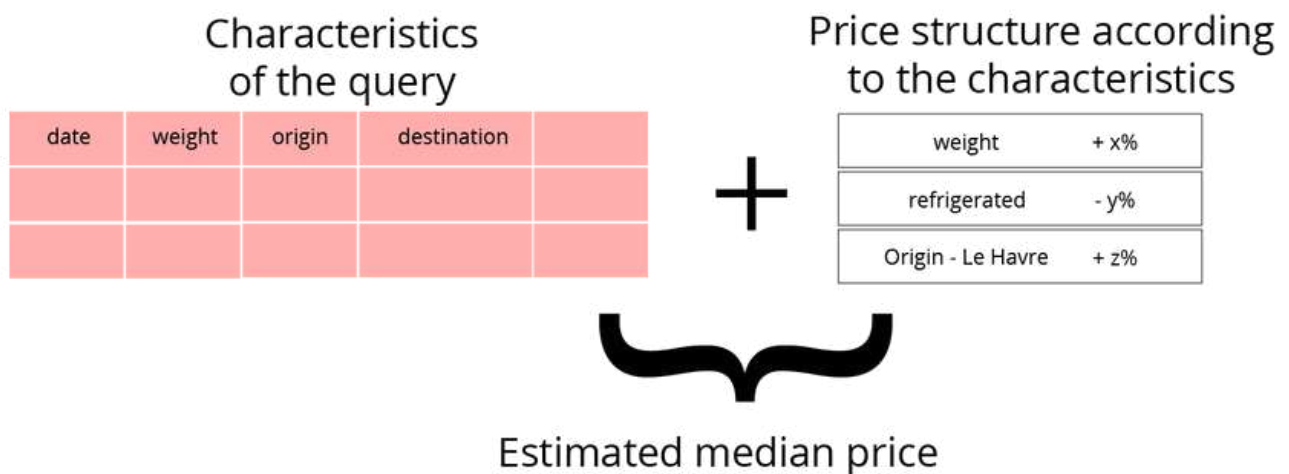 Characteristics
of the query
date weight origin destination
Price structure according
to the characteristics
weight + x%
refrigerated - y%
Origin - Le Havre + z%
+
Estimated median price